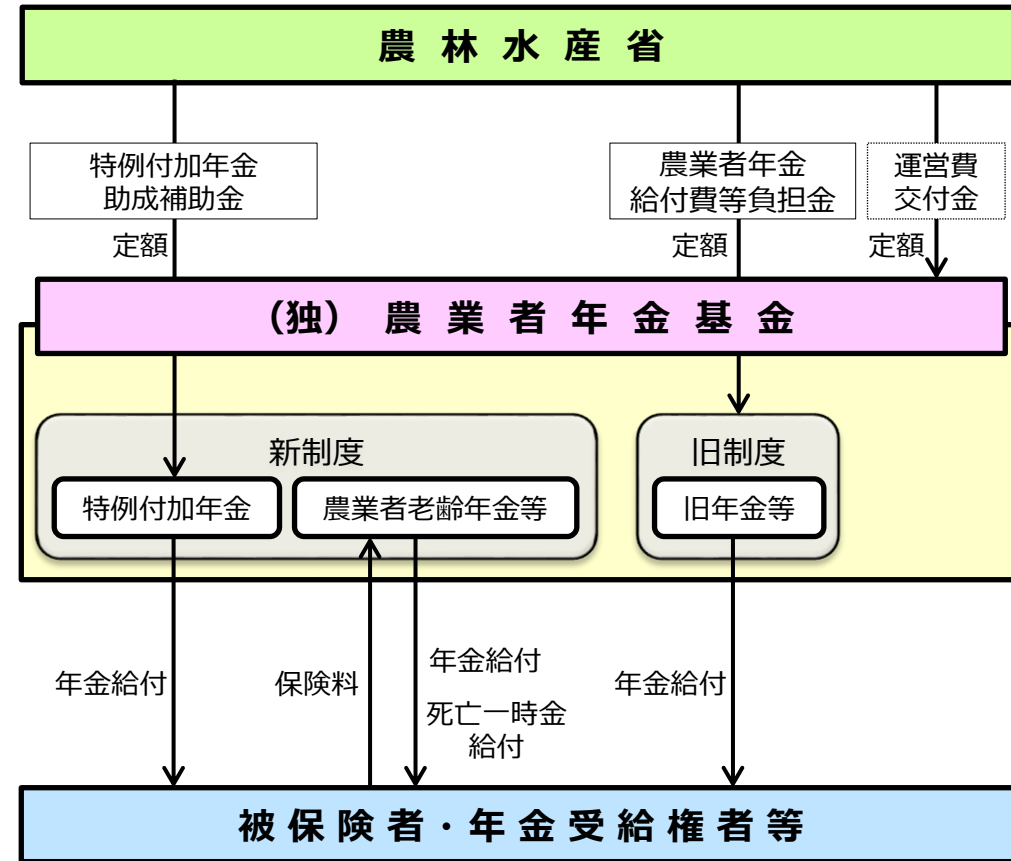 農林水産省
特例付加年金
助成補助金
農業者年金
給付費等負担金
運営費
交付金
定額
定額
定額
（独）農業者年金基金
新制度
旧制度
特例付加年金
農業者老齢年金等
旧年金等
年金給付
保険料
年金給付
死亡一時金
給付
年金給付
被保険者・年金受給権者等